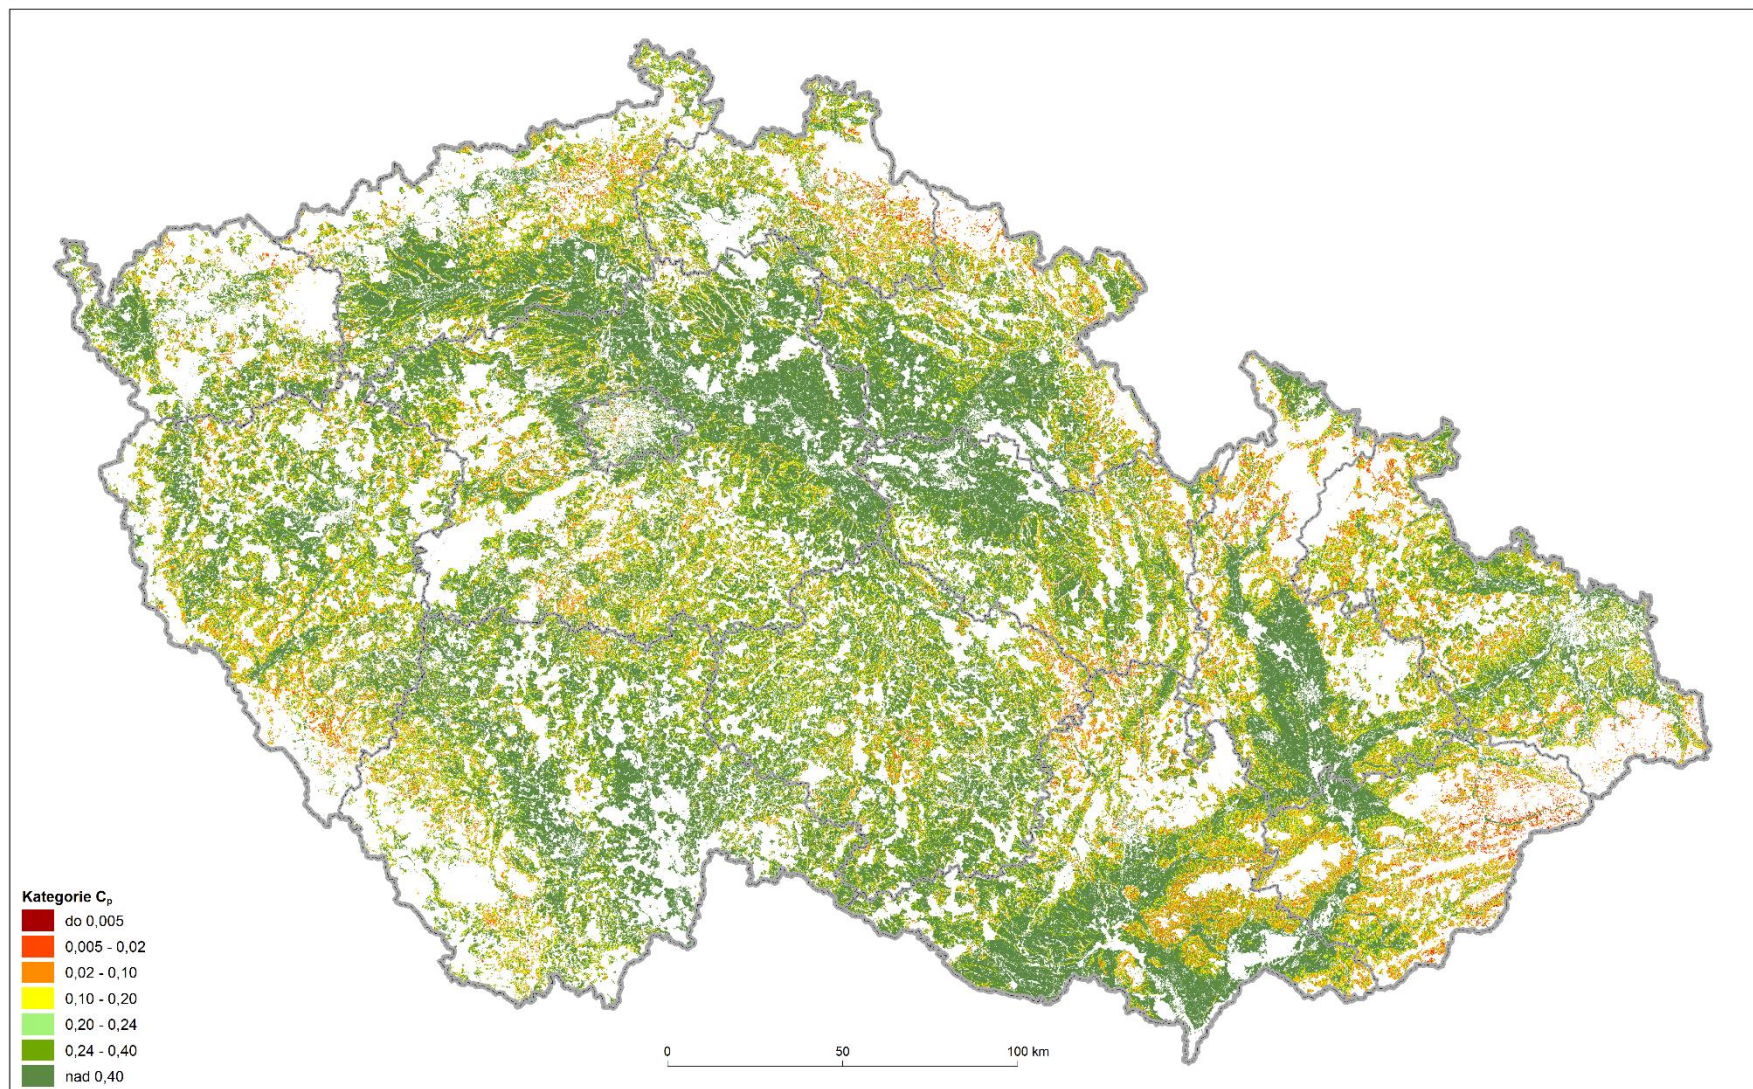 Kategorie Cp
do 0,005
0,005 - 0,02
0,02 - 0,10
0,10 - 0,20
0,20 - 0,24
0,24 - 0,40
nad 0,40
0 50 100 km